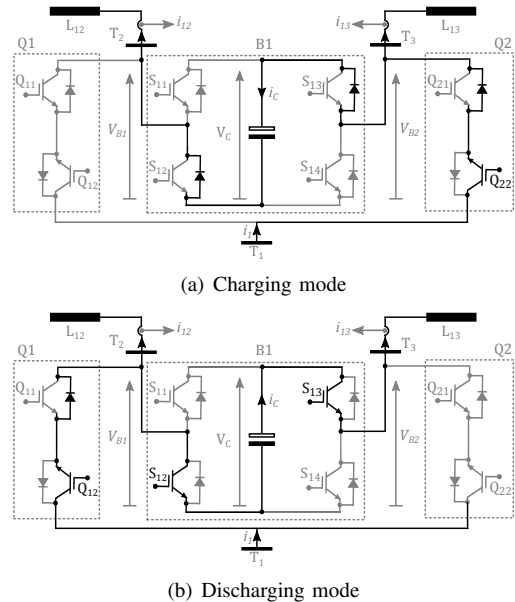 L12 T2 i12 i13 T3 L13
Q1 B1 Q2
Q11 S11 S13 Q21
VB1 VC iC VB2
Q12 S12 S14 Q22
i1
T1
(a) Charging mode
L12 T2 i12 i13 T3 L13
Q1 B1 Q2
Q11 S11 S13 Q21
VB1 VC iC VB2
Q12 S12 S14 Q22
i1
T1
(b) Discharging mode